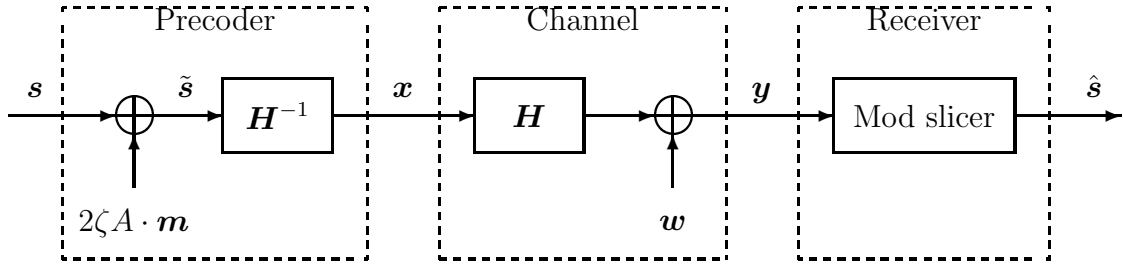 Precoder Channel Receiver
s s̃ x y ŝ
H⁻¹ H Mod slicer
2ζA · m w